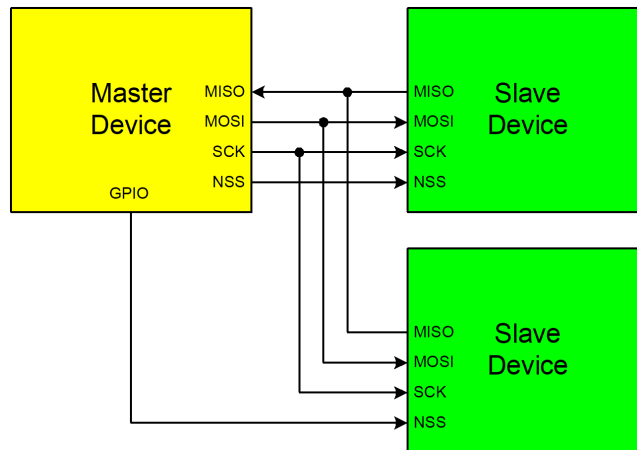 Master
Device
MISO
MOSI
SCK
NSS
GPIO
MISO
MOSI
SCK
NSS
Slave
Device
MISO
MOSI
SCK
NSS
Slave
Device